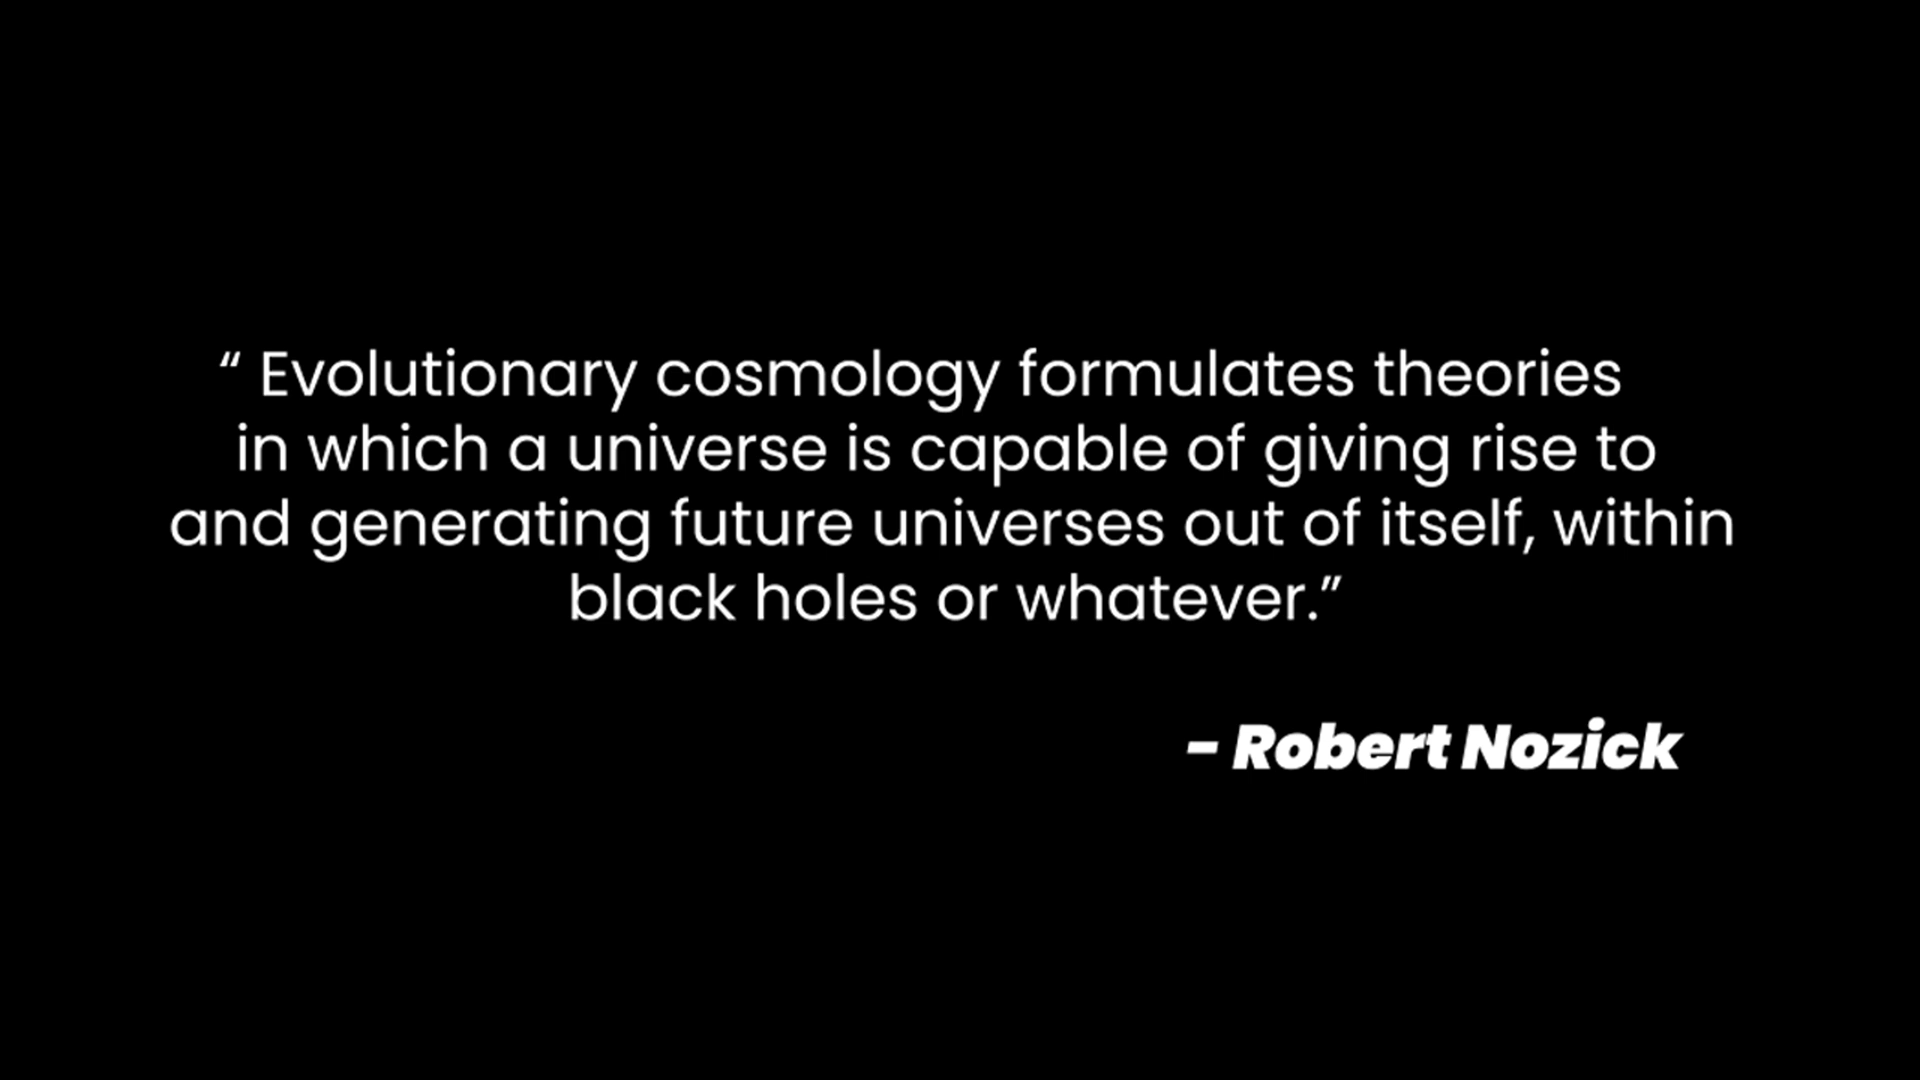 “ Evolutionary cosmology formulates theories
in which a universe is capable of giving rise to
and generating future universes out of itself, within
black holes or whatever.”
- Robert Nozick